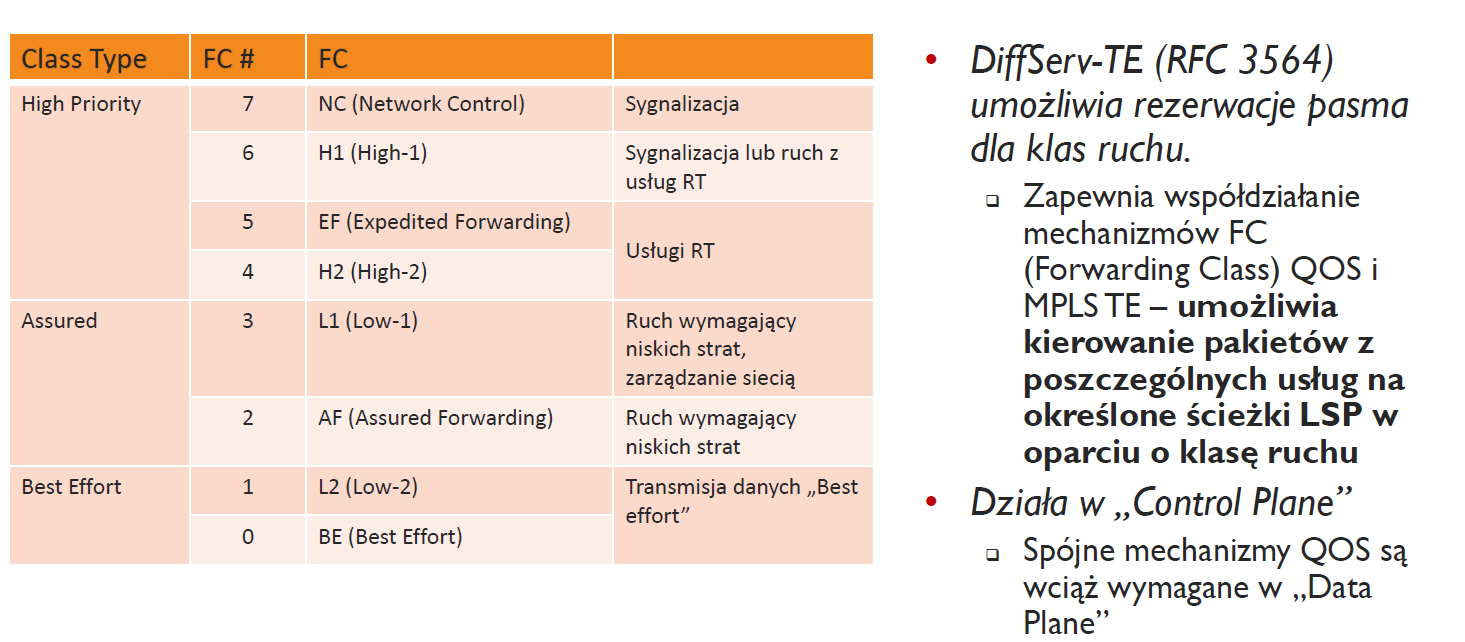 Class Type FC # FC
High Priority 7 NC (Network Control) Sygnalizacja
6 H1 (High-1) Sygnalizacja lub ruch z
usług RT
5 EF (Expedited Forwarding)
Usługi RT
4 H2 (High-2)
Assured 3 L1 (Low-1) Ruch wymagający
niskich strat,
zarządzanie siecią
2 AF (Assured Forwarding) Ruch wymagający
niskich strat
Best Effort 1 L2 (Low-2) Transmisja danych „Best
effort”
0 BE (Best Effort)
• DiffServ-TE (RFC 3564)
umożliwia rezerwacje pasma
dla klas ruchu.
❑ Zapewnia współdziałanie
mechanizmów FC
(Forwarding Class) QOS i
MPLS TE – umożliwia
kierowanie pakietów z
poszczególnych usług na
określone ścieżki LSP w
oparciu o klasę ruchu
• Działa w „Control Plane”
❑ Spójne mechanizmy QOS są
wciąż wymagane w „Data
Plane”